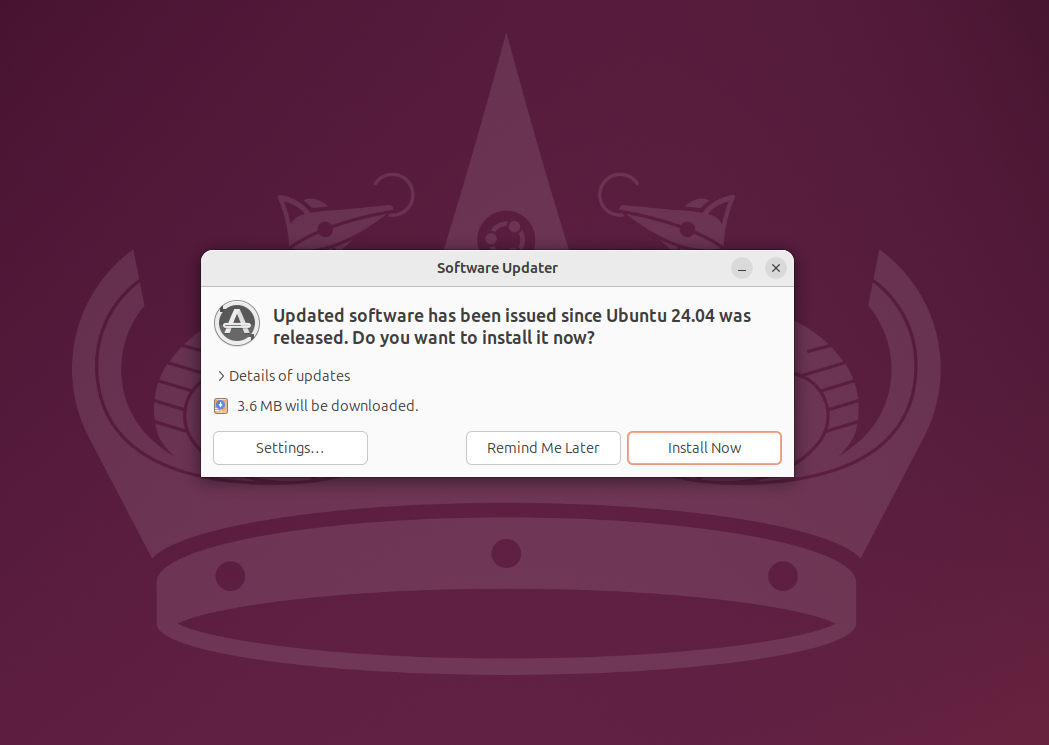 Software Updater
Updated software has been issued since Ubuntu 24.04 was
released. Do you want to install it now?
Details of updates
3.6 MB will be downloaded.
Settings…
Remind Me Later
Install Now